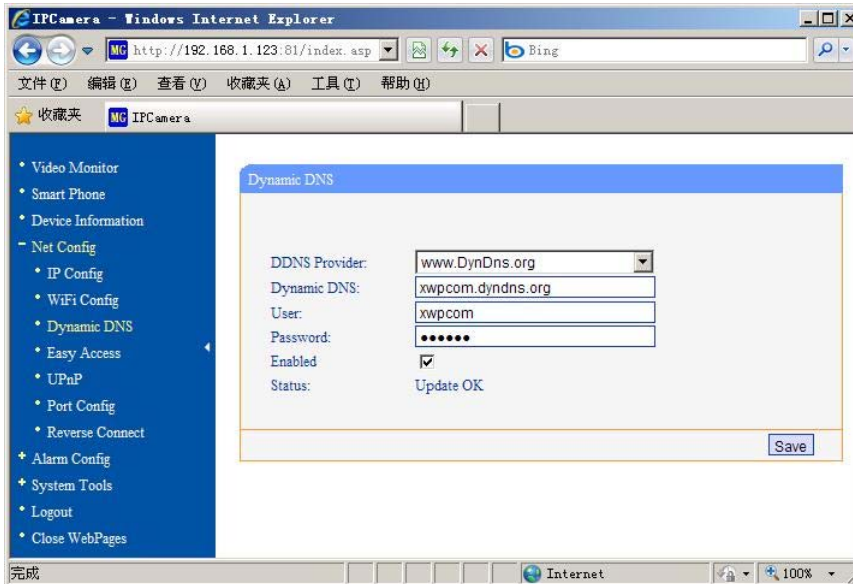 IPCamera - Windows Internet Explorer
MG http://192.168.1.123:81/index.asp
Bing
文件(F) 编辑(E) 查看(V) 收藏夹(A) 工具(T) 帮助(H)
收藏夹 MG IPCamera
Video Monitor
Smart Phone
Device Information
Net Config
IP Config
WiFi Config
Dynamic DNS
Easy Access
UPnP
Port Config
Reverse Connect
Alarm Config
System Tools
Logout
Close WebPages
Dynamic DNS
DDNS Provider: www.DynDns.org
Dynamic DNS: xwpcom.dyndns.org
User: xwpcom
Password: ●●●●●●
Enabled
Status: Update OK
Save
完成 Internet 100%